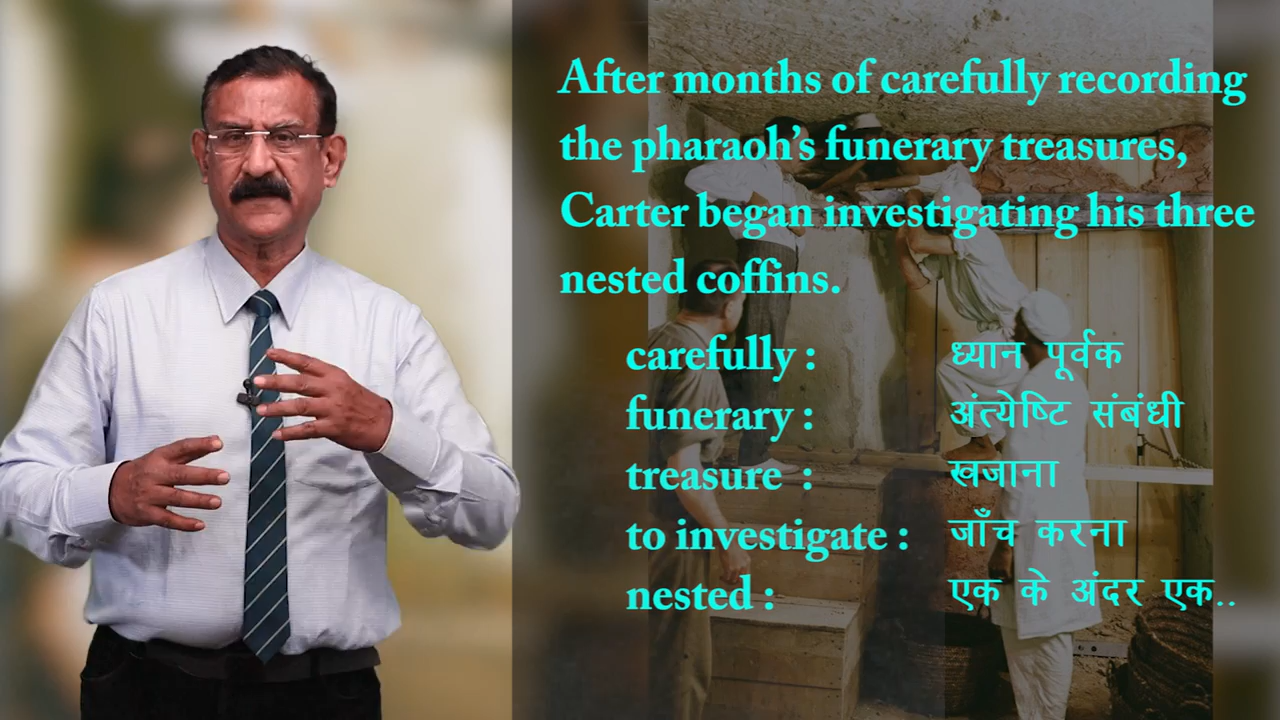 After months of carefully recording
the pharaoh's funerary treasures,
Carter began investigating his three
nested coffins.
carefully : ध्यान पूर्वक
funerary : अंत्येष्टि संबंधी
treasure : खजाना
to investigate : जाँच करना
nested : एक के अंदर एक..